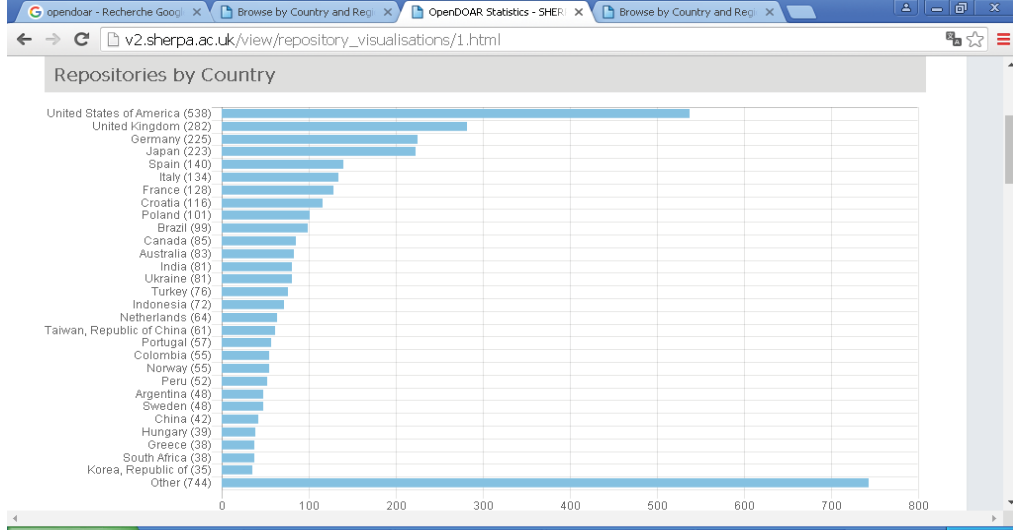 opendoar - Recherche Googl
Browse by Country and Regi
OpenDOAR Statistics - SHER
Browse by Country and Regi
v2.sherpa.ac.uk/view/repository_visualisations/1.html
Repositories by Country
United States of America (538)
United Kingdom (282)
Germany (225)
Japan (223)
Spain (140)
Italy (134)
France (128)
Croatia (116)
Poland (101)
Brazil (99)
Canada (85)
Australia (83)
India (81)
Ukraine (81)
Turkey (76)
Indonesia (72)
Netherlands (64)
Taiwan, Republic of China (61)
Portugal (57)
Colombia (55)
Norway (55)
Peru (52)
Argentina (48)
Sweden (48)
China (42)
Hungary (39)
Greece (38)
South Africa (38)
Korea, Republic of (35)
Other (744)
0 100 200 300 400 500 600 700 800